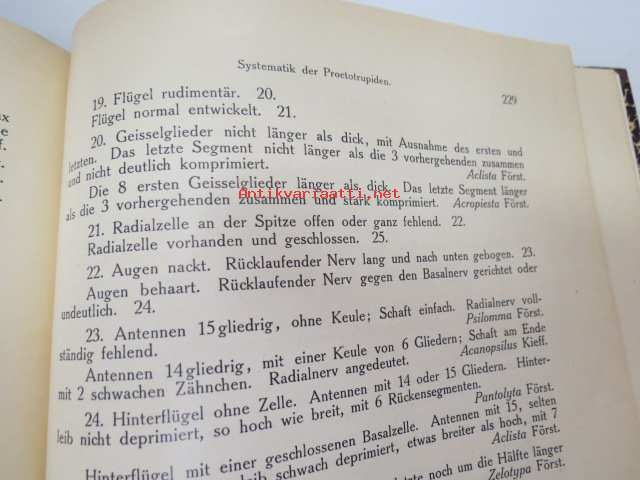 Systematik der Proctotrupiden.
229
19. Flügel rudimentär. 20.
Flügel normal entwickelt. 21.
20. Geisselglieder nicht länger als dick, mit Ausnahme des ersten und
letzten. Das letzte Segment nicht länger als die 3 vorhergehenden zusammen
und nicht deutlich komprimiert. Aclista Först.
Die 8 ersten Geisselglieder länger als dick. Das letzte Segment länger
als die 3 vorhergehenden zusammen und stark komprimiert. Acropiesta Först.
Antikvariaatti.net
21. Radialzelle an der Spitze offen oder ganz fehlend. 22.
Radialzelle vorhanden und geschlossen. 25.
22. Augen nackt. Rücklaufender Nerv lang und nach unten gebogen. 23.
Augen behaart. Rücklaufender Nerv gegen den Basalnerv gerichtet oder
undeutlich. 24.
23. Antennen 15 gliedrig, ohne Keule; Schaft einfach. Radialnerv voll-
ständig fehlend. Psilomma Först.
Antennen 14 gliedrig, mit einer Keule von 6 Gliedern; Schaft am Ende
mit 2 schwachen Zähnchen. Radialnerv angedeutet. Acanopsilus Kieff.
24. Hinterflügel ohne Zelle. Antennen mit 14 oder 15 Gliedern. Hinter-
leib nicht deprimiert, so hoch wie breit, mit 6 Rückensegmenten.
Pantolyta Först.
Hinterflügel mit einer geschlossenen Basalzelle. Antennen mit 15, selten
leib schwach deprimiert, etwas breiter als hoch, mit 7
Aclista Först.
noch um die Hälfte länger
Zelotypa Först.